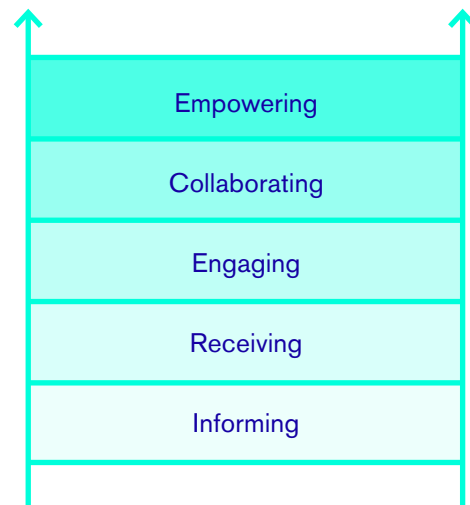 Empowering
Collaborating
Engaging
Receiving
Informing